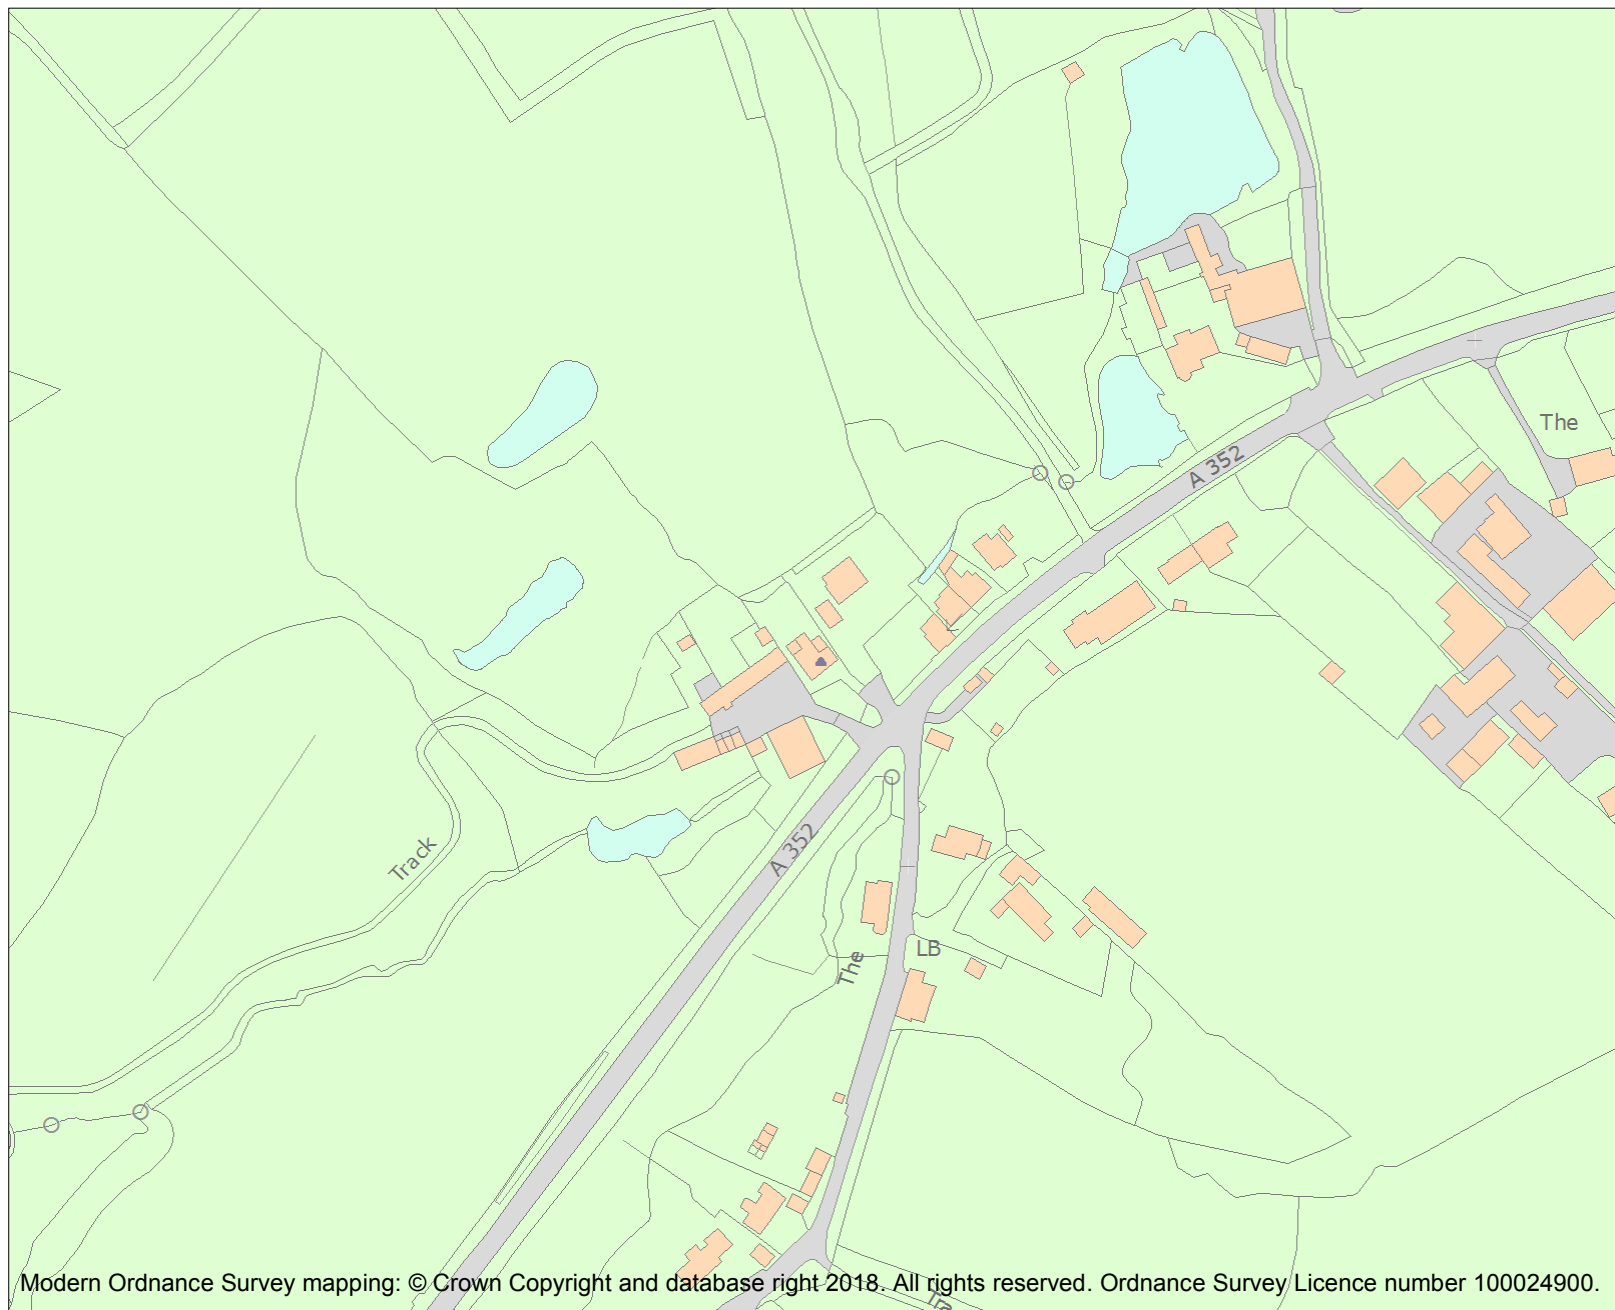 The
A 352
A 352
Track
LB
The
Modern Ordnance Survey mapping: © Crown Copyright and database right 2018. All rights reserved. Ordnance Survey Licence number 100024900.